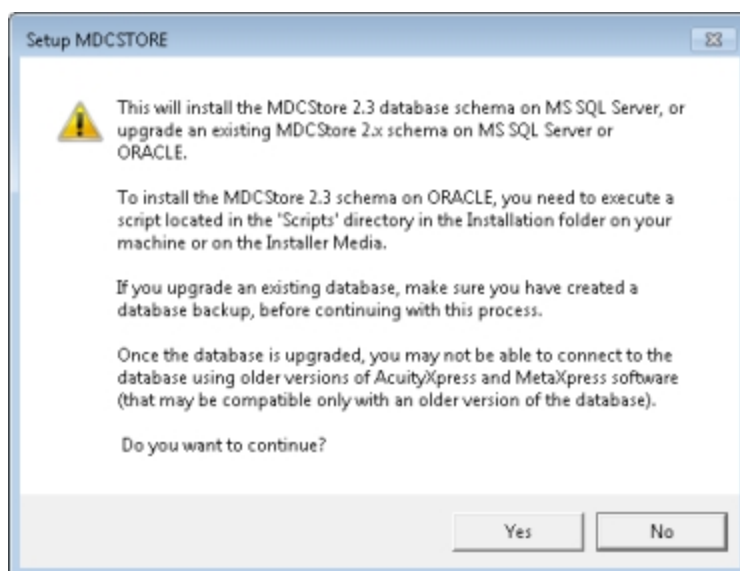 Setup MDCSTORE
This will install the MDCStore 2.3 database schema on MS SQL Server, or
upgrade an existing MDCStore 2.x schema on MS SQL Server or
ORACLE.
To install the MDCStore 2.3 schema on ORACLE, you need to execute a
script located in the 'Scripts' directory in the Installation folder on your
machine or on the Installer Media.
If you upgrade an existing database, make sure you have created a
database backup, before continuing with this process.
Once the database is upgraded, you may not be able to connect to the
database using older versions of AcuityXpress and MetaXpress software
(that may be compatible only with an older version of the database).
Do you want to continue?
Yes No